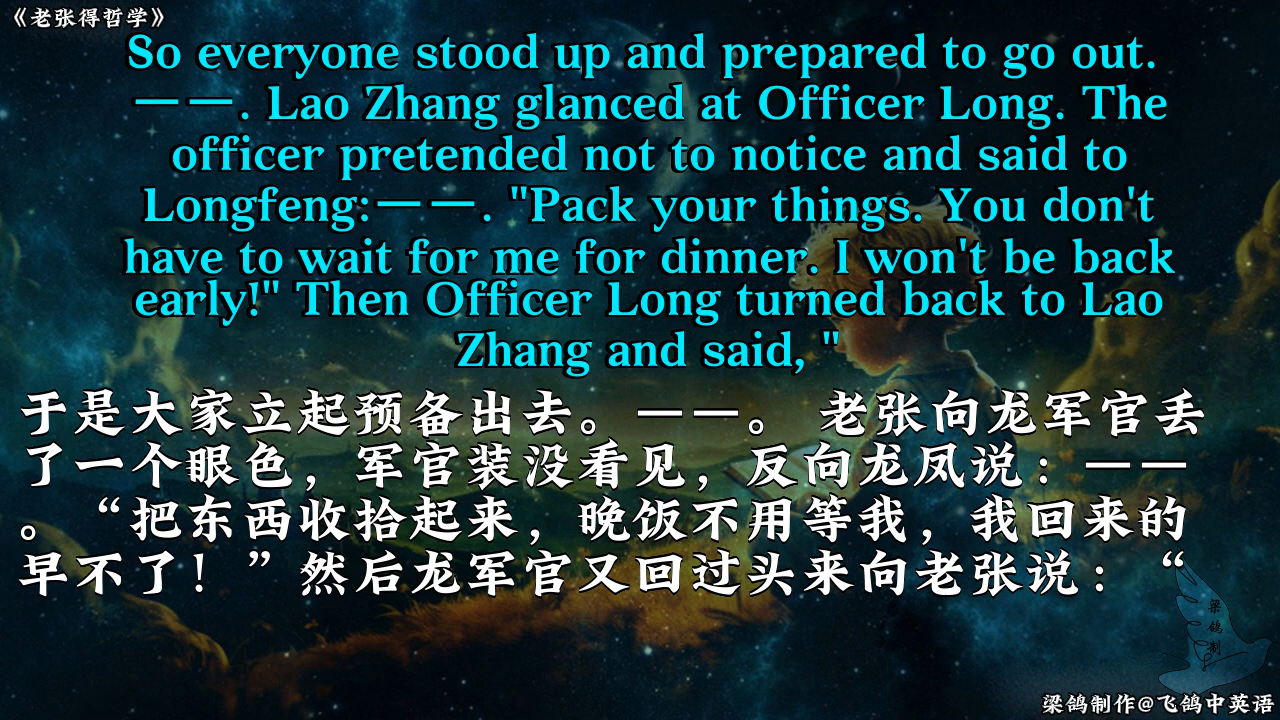 《老张得哲学》
So everyone stood up and prepared to go out.
——. Lao Zhang glanced at Officer Long. The
officer pretended not to notice and said to
Longfeng:——. "Pack your things. You don't
have to wait for me for dinner. I won't be back
early!" Then Officer Long turned back to Lao
Zhang and said, "
于是大家立起预备出去。——。 老张向龙军官丢
了一个眼色，军官装没看见，反向龙凤说：——
。“把东西收拾起来，晚饭不用等我，我回来的
早不了！”然后龙军官又回过头来向老张说：“
梁鸽制
梁鸽制作@飞鸽中英语